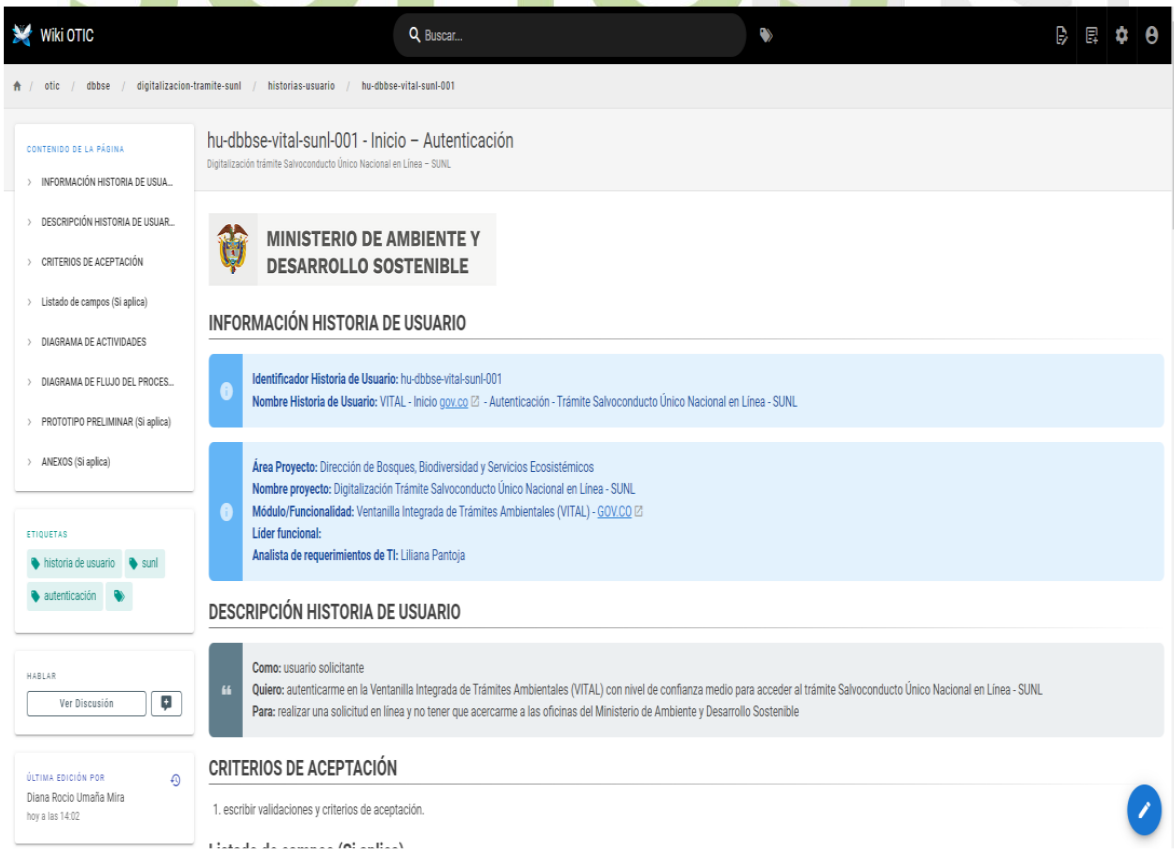 Wiki OTIC
Buscar...
/ otic / dbbse / digitalizacion-tramite-sunl / historias-usuario / hu-dbbse-vital-sunl-001
CONTENIDO DE LA PÁGINA
INFORMACIÓN HISTORIA DE USUA...
DESCRIPCIÓN HISTORIA DE USUAR...
CRITERIOS DE ACEPTACIÓN
Listado de campos (Si aplica)
DIAGRAMA DE ACTIVIDADES
DIAGRAMA DE FLUJO DEL PROCES...
PROTOTIPO PRELIMINAR (Si aplica)
ANEXOS (Si aplica)
ETIQUETAS
historia de usuario
sunl
autenticación
HABLAR
Ver Discusión
ÚLTIMA EDICIÓN POR
Diana Rocio Umaña Mira
hoy a las 14:02
hu-dbbse-vital-sunl-001 - Inicio – Autenticación
Digitalización trámite Salvoconducto Único Nacional en Línea – SUNL
MINISTERIO DE AMBIENTE Y
DESARROLLO SOSTENIBLE
INFORMACIÓN HISTORIA DE USUARIO
Identificador Historia de Usuario: hu-dbbse-vital-sunl-001
Nombre Historia de Usuario: VITAL - Inicio gov.co - Autenticación - Trámite Salvoconducto Único Nacional en Línea - SUNL
Área Proyecto: Dirección de Bosques, Biodiversidad y Servicios Ecosistémicos
Nombre proyecto: Digitalización Trámite Salvoconducto Único Nacional en Línea - SUNL
Módulo/Funcionalidad: Ventanilla Integrada de Trámites Ambientales (VITAL) - GOV.CO
Líder funcional:
Analista de requerimientos de TI: Liliana Pantoja
DESCRIPCIÓN HISTORIA DE USUARIO
Como: usuario solicitante
Quiero: autenticarme en la Ventanilla Integrada de Trámites Ambientales (VITAL) con nivel de confianza medio para acceder al trámite Salvoconducto Único Nacional en Línea - SUNL
Para: realizar una solicitud en línea y no tener que acercarme a las oficinas del Ministerio de Ambiente y Desarrollo Sostenible
CRITERIOS DE ACEPTACIÓN
1. escribir validaciones y criterios de aceptación.
Listado de campos (Si aplica)